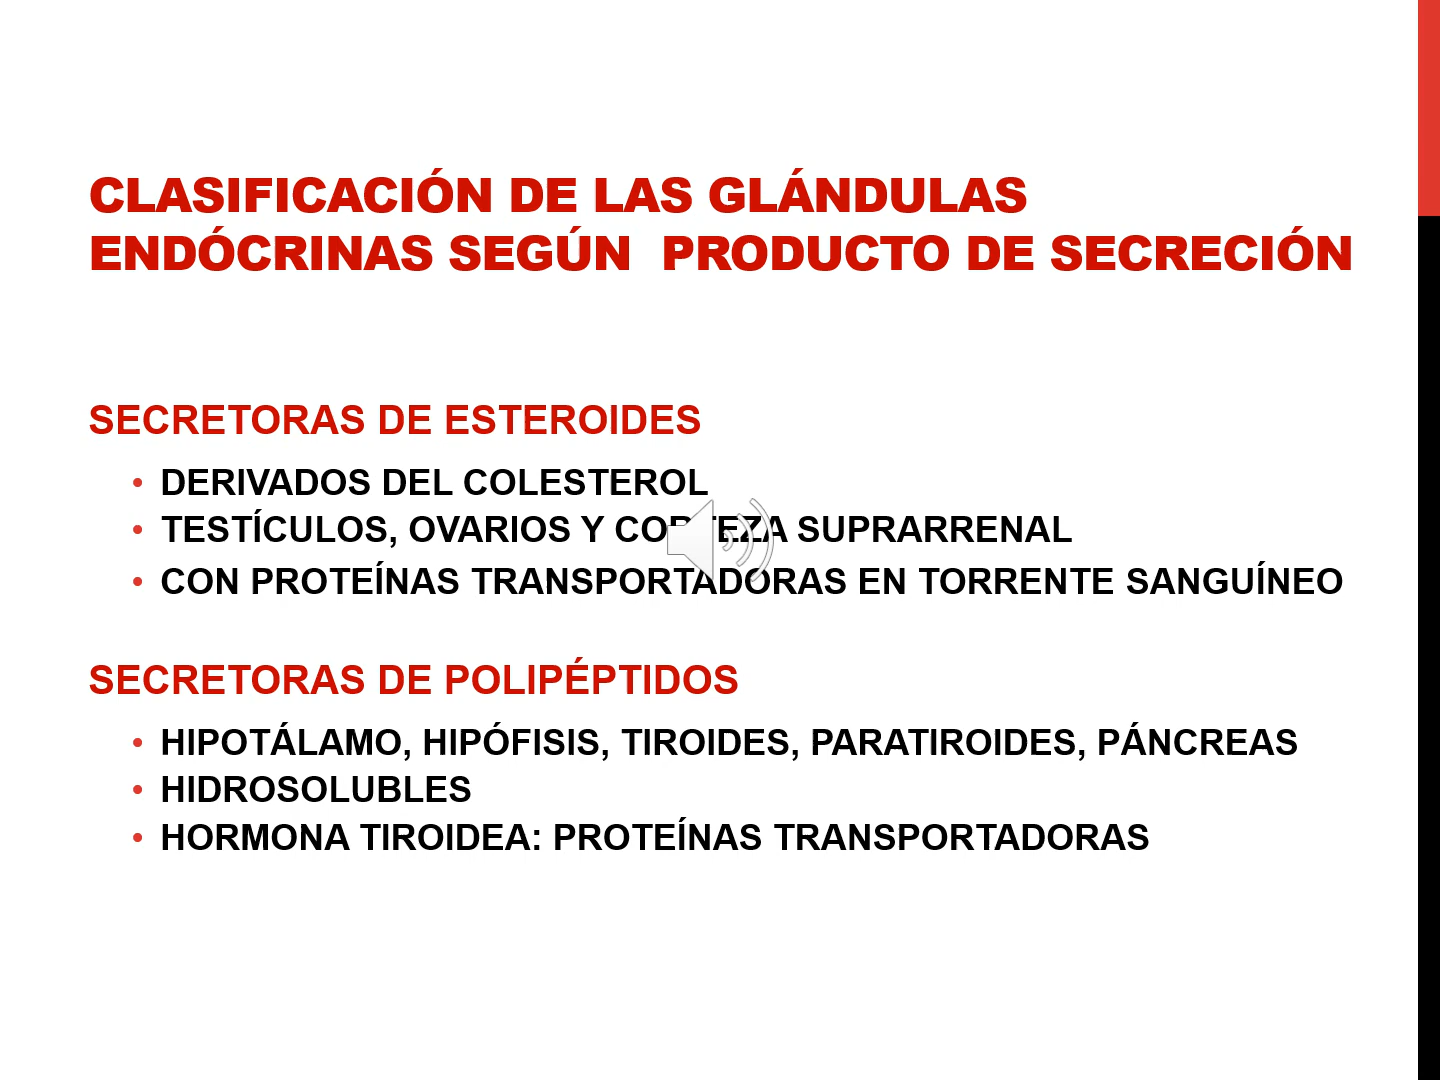 CLASIFICACIÓN DE LAS GLÁNDULAS
ENDÓCRINAS SEGÚN  PRODUCTO DE SECRECIÓN
SECRETORAS DE ESTEROIDES
• DERIVADOS DEL COLESTEROL
• TESTÍCULOS, OVARIOS Y CORTEZA SUPRARRENAL
• CON PROTEÍNAS TRANSPORTADORAS EN TORRENTE SANGUÍNEO
SECRETORAS DE POLIPÉPTIDOS
• HIPOTÁLAMO, HIPÓFISIS, TIROIDES, PARATIROIDES, PÁNCREAS
• HIDROSOLUBLES
• HORMONA TIROIDEA: PROTEÍNAS TRANSPORTADORAS